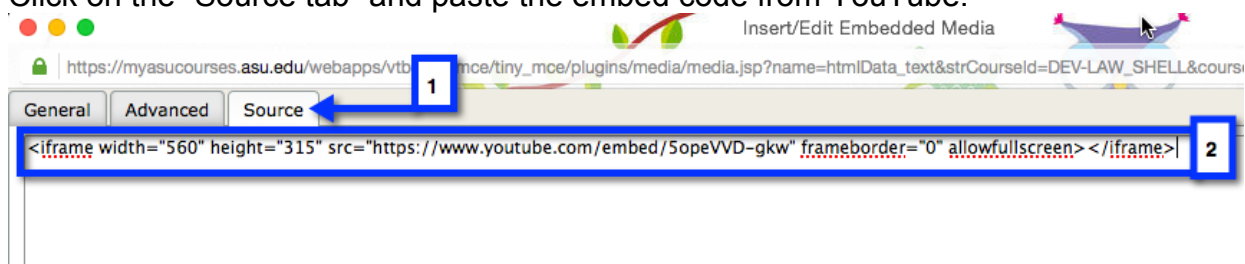 Click on the "Source tab" and paste the embed code from YouTube.
Insert/Edit Embedded Media
https://myasucourses.asu.edu/webapps/vtb mce/tiny_mce/plugins/media/media.jsp?name=htmlData_text&strCourseId=DEV-LAW_SHELL&course
1
General Advanced Source
<iframe width="560" height="315" src="https://www.youtube.com/embed/5opeVVD-gkw" frameborder="0" allowfullscreen></iframe>
2